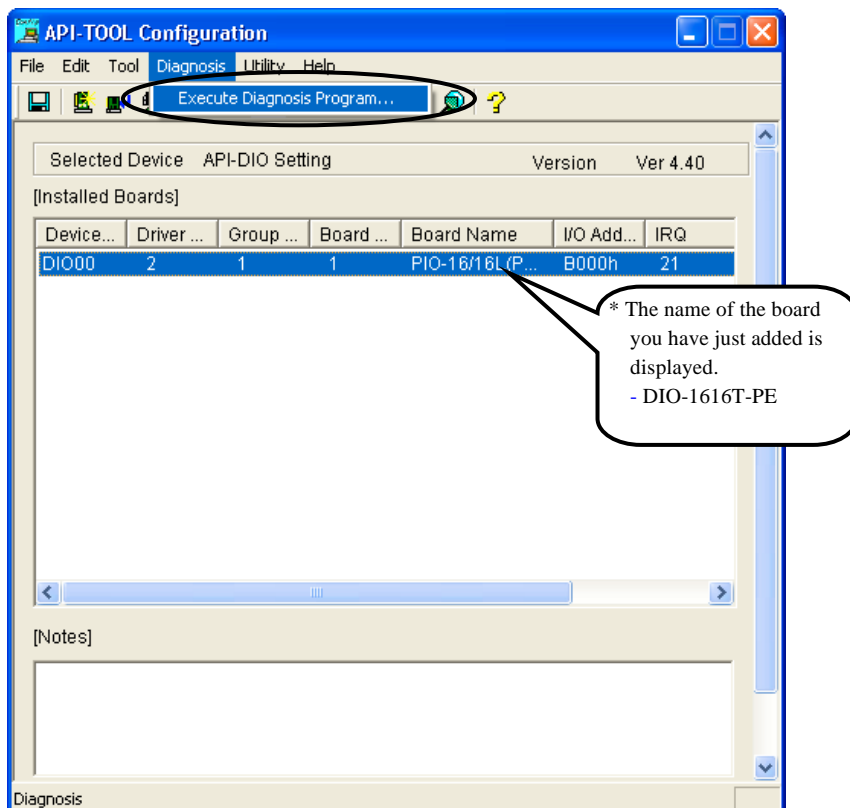 API-TOOL Configuration
File Edit Tool Diagnosis Utility Help
Execute Diagnosis Program...
Selected Device API-DIO Setting Version Ver 4.40
[Installed Boards]
Device... Driver ... Group ... Board ... Board Name I/O Add... IRQ
DIO00 2 1 1 PIO-16/16L(P... B000h 21
* The name of the board
you have just added is
displayed.
- DIO-1616T-PE
[Notes]
Diagnosis